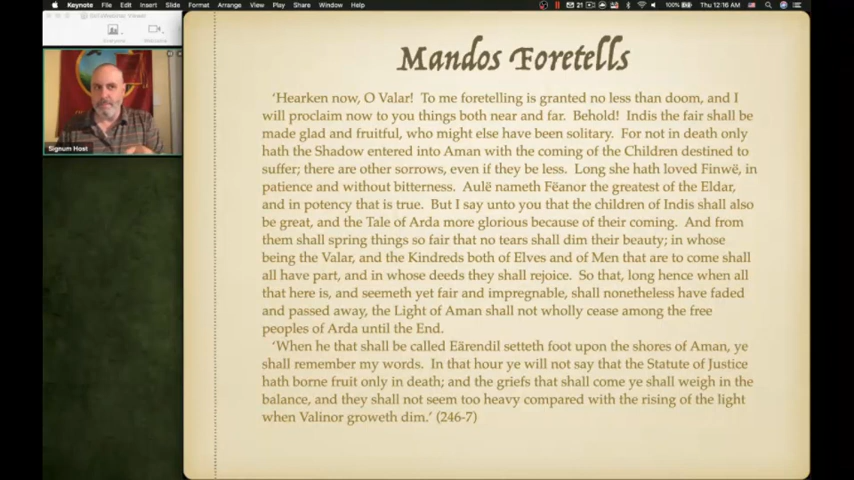 Keynote File Edit Insert Slide Format Arrange View Play Share Window Help 21 100% Thu 12:16 AM
Signum Host
Mandos Foretells
‘Hearken now, O Valar! To me foretelling is granted no less than doom, and I
will proclaim now to you things both near and far. Behold! Indis the fair shall be
made glad and fruitful, who might else have been solitary. For not in death only
hath the Shadow entered into Aman with the coming of the Children destined to
suffer; there are other sorrows, even if they be less. Long she hath loved Finwë, in
patience and without bitterness. Aulë nameth Fëanor the greatest of the Eldar,
and in potency that is true. But I say unto you that the children of Indis shall also
be great, and the Tale of Arda more glorious because of their coming. And from
them shall spring things so fair that no tears shall dim their beauty; in whose
being the Valar, and the Kindreds both of Elves and of Men that are to come shall
all have part, and in whose deeds they shall rejoice. So that, long hence when all
that here is, and seemeth yet fair and impregnable, shall nonetheless have faded
and passed away, the Light of Aman shall not wholly cease among the free
peoples of Arda until the End.
‘When he that shall be called Eärendil setteth foot upon the shores of Aman, ye
shall remember my words. In that hour ye will not say that the Statute of Justice
hath borne fruit only in death; and the griefs that shall come ye shall weigh in the
balance, and they shall not seem too heavy compared with the rising of the light
when Valinor groweth dim.’ (246-7)